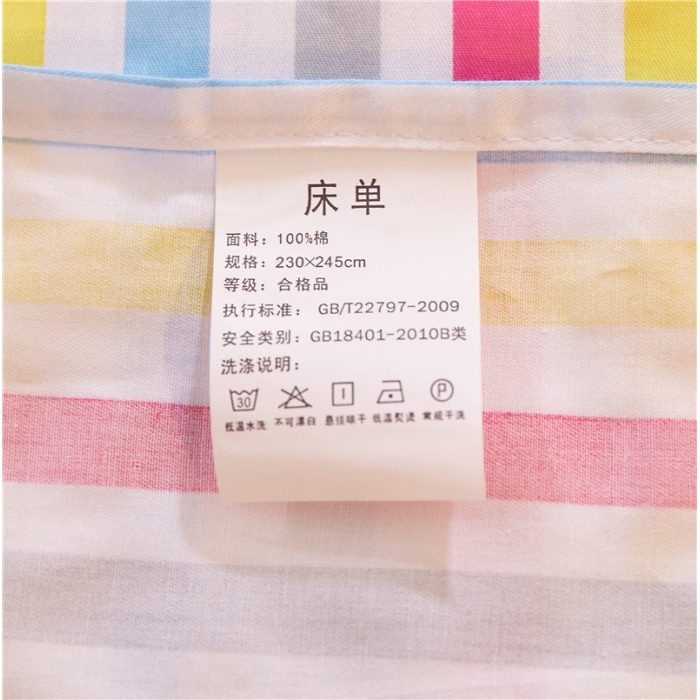 床单
面料：100%棉
规格：230×245cm
等级：合格品
执行标准：GB/T22797-2009
安全类别：GB18401-2010B类
洗涤说明：
30 P
低温水洗 不可漂白 悬挂晾干 低温熨烫 常规干洗